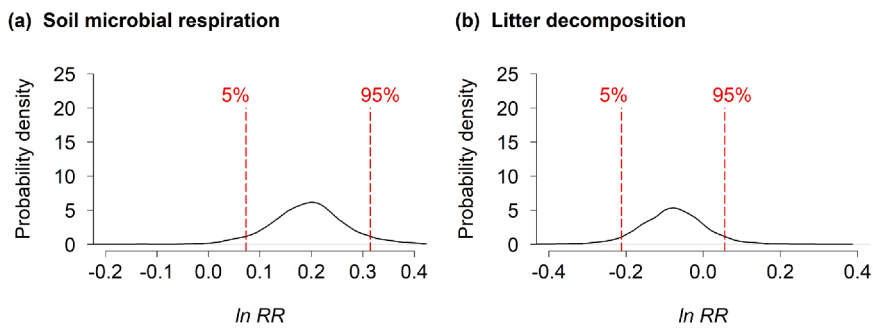 (a) Soil microbial respiration
25
20
15
10
5
0
Probability density
5%
95%
-0.2 -0.1 0.0 0.1 0.2 0.3 0.4
ln RR
(b) Litter decomposition
25
20
15
10
5
0
Probability density
5%
95%
-0.4 -0.2 0.0 0.2 0.4
ln RR